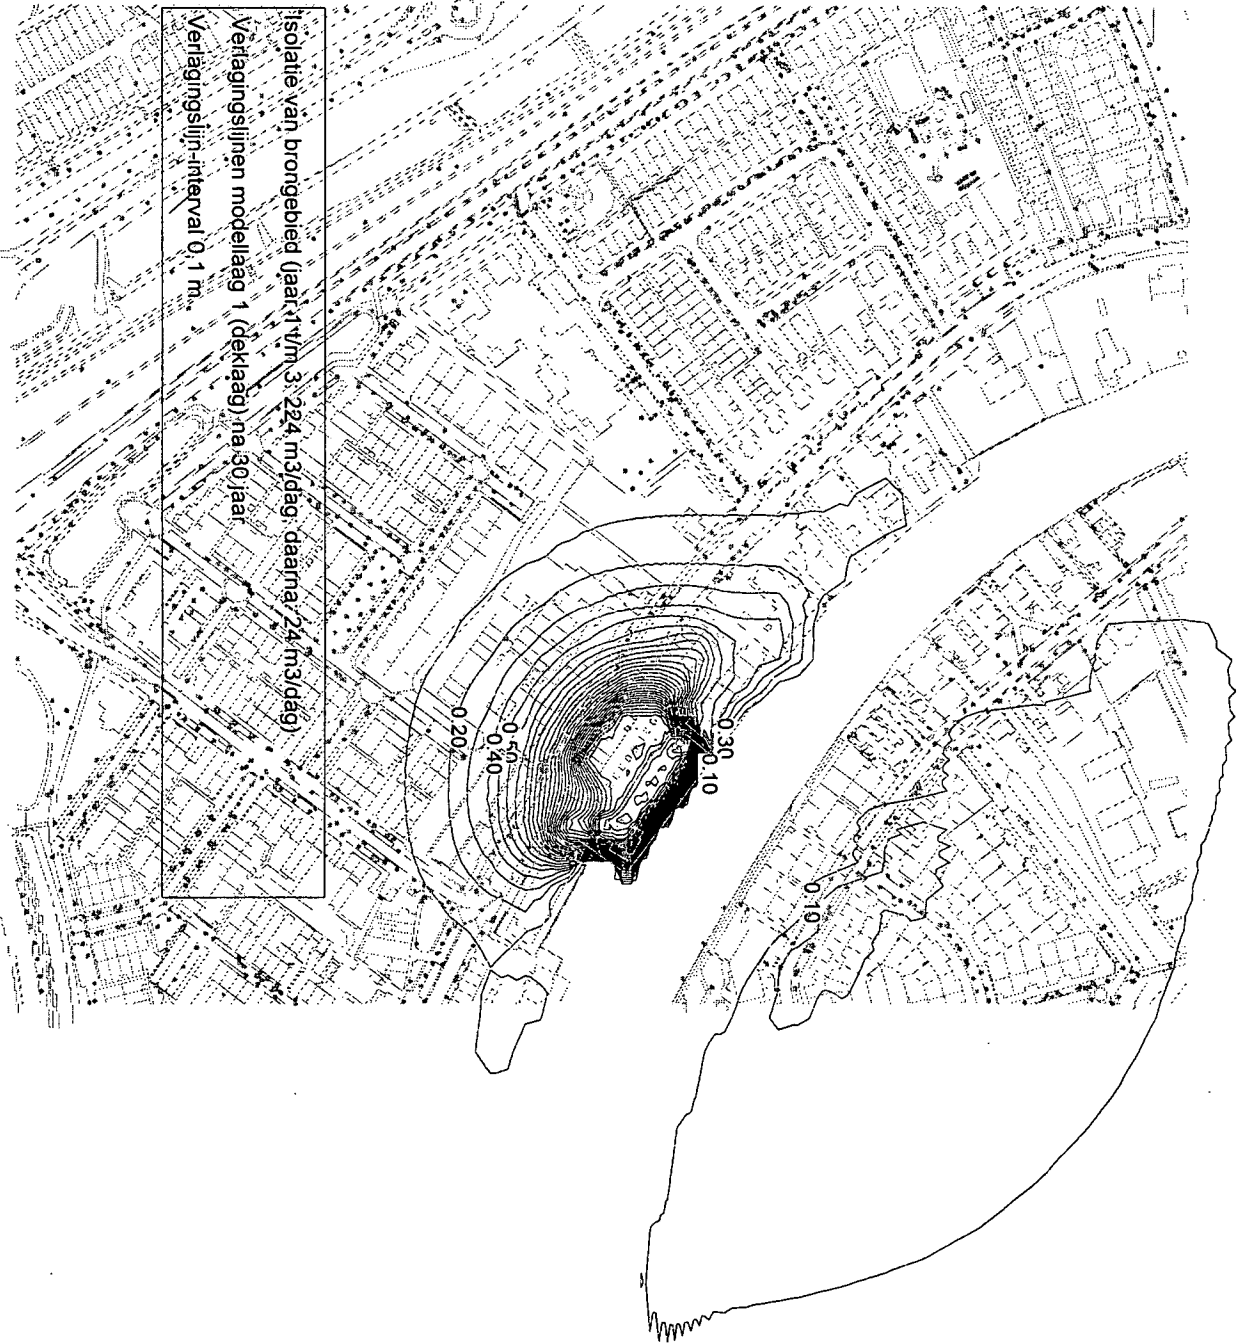 Isolatie van brongebied (jaar 1 t/m 3: 224 m3/dag; daarna: 24 m3/dag)
Verlagingslijnen modellaag 1 (deklaag) na 30 jaar
Verlagingslijn-interval 0,1 m.
0.30
0.10
0.50
0.40
0.20
0.10